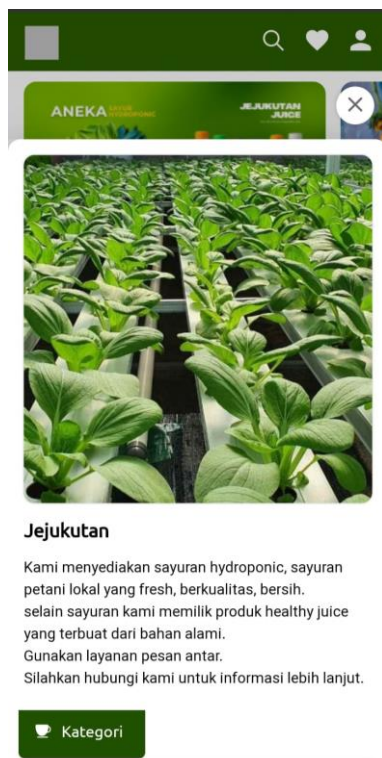 ANEKA SAYUR
HYDROPONIC
JEJUKUTAN
JUICE
Jejukutan
Kami menyediakan sayuran hydroponic, sayuran
petani lokal yang fresh, berkualitas, bersih.
selain sayuran kami memilik produk healthy juice
yang terbuat dari bahan alami.
Gunakan layanan pesan antar.
Silahkan hubungi kami untuk informasi lebih lanjut.
Kategori